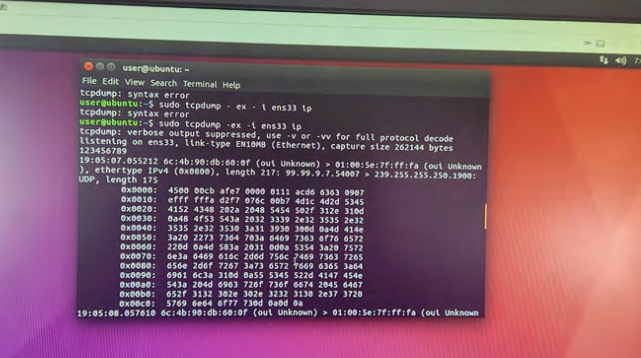 user@ubuntu: ~
File Edit View Search Terminal Help
tcpdump: syntax error
user@ubuntu:~$ sudo tcpdump - ex - i ens33 ip
tcpdump: syntax error
user@ubuntu:~$ sudo tcpdump -ex -i ens33 ip
tcpdump: verbose output suppressed, use -v or -vv for full protocol decode
listening on ens33, link-type EN10MB (Ethernet), capture size 262144 bytes
123456789
19:05:07.055212 6c:4b:90:db:60:0f (oui Unknown) > 01:00:5e:7f:ff:fa (oui Unknown
), ethertype IPv4 (0x0800), length 217: 99.99.9.7.54007 > 239.255.255.250.1900:
UDP, length 175
0x0000: 4500 00cb afe7 0000 0111 acd6 6363 0907
0x0010: efff fffa d2f7 076c 00b7 4d1c 4d2d 5345
0x0020: 4152 4348 202a 2048 5454 502f 312e 310d
0x0030: 0a48 4f53 543a 2032 3339 2e32 3535 2e32
0x0040: 3535 2e32 3530 3a31 3930 300d 0a4d 414e
0x0050: 3a20 2273 7364 703a 6469 7363 6f76 6572
0x0060: 220d 0a4d 583a 2031 0d0a 5354 3a20 7572
0x0070: 6e3a 6469 616c 2d6d 756c 7469 7363 7265
0x0080: 656e 2d6f 7267 3a73 6572 7669 6365 3a64
0x0090: 6961 6c3a 310d 0a55 5345 522d 4147 454e
0x00a0: 543a 204d 6963 726f 736f 6674 2045 6467
0x00b0: 652f 3132 302e 302e 3232 3130 2e37 3720
0x00c0: 5769 6e64 6f77 730d 0a0d 0a
19:05:08.057610 6c:4b:90:db:60:0f (oui Unknown) > 01:00:5e:7f:ff:fa (oui Unknown